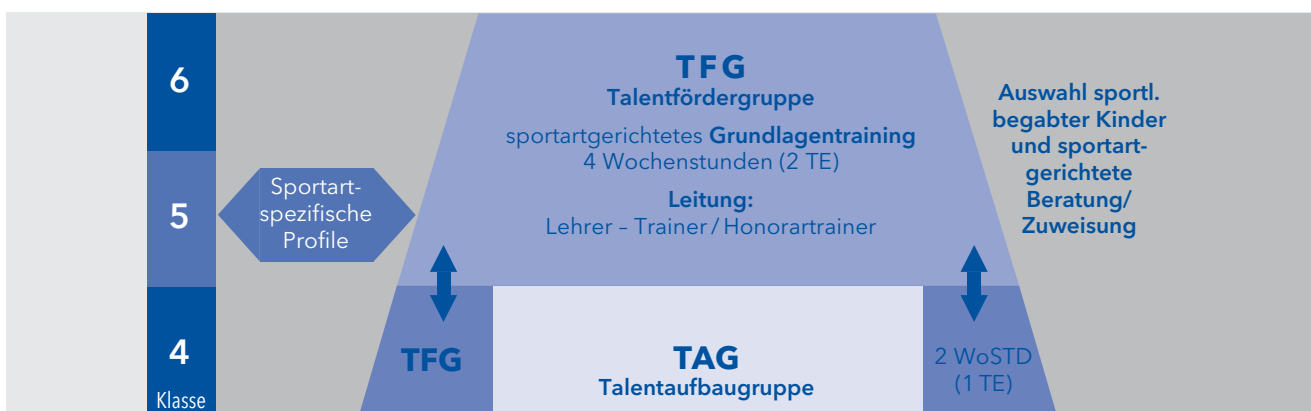 6
TFG
Talentfördergruppe
sportartgerichtetes Grundlagentraining
4 Wochenstunden (2 TE)
Leitung:
Lehrer – Trainer / Honorartrainer
Auswahl sportl.
begabter Kinder
und sportart-
gerichtete
Beratung/
Zuweisung
5
Sportart-
spezifische
Profile
4
Klasse
TFG
TAG
Talentaufbaugruppe
2 WoSTD
(1 TE)